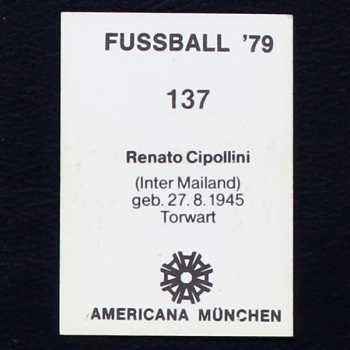 FUSSBALL ’79
137
Renato Cipollini
(Inter Mailand)
geb. 27. 8. 1945
Torwart
AMERICANA MÜNCHEN